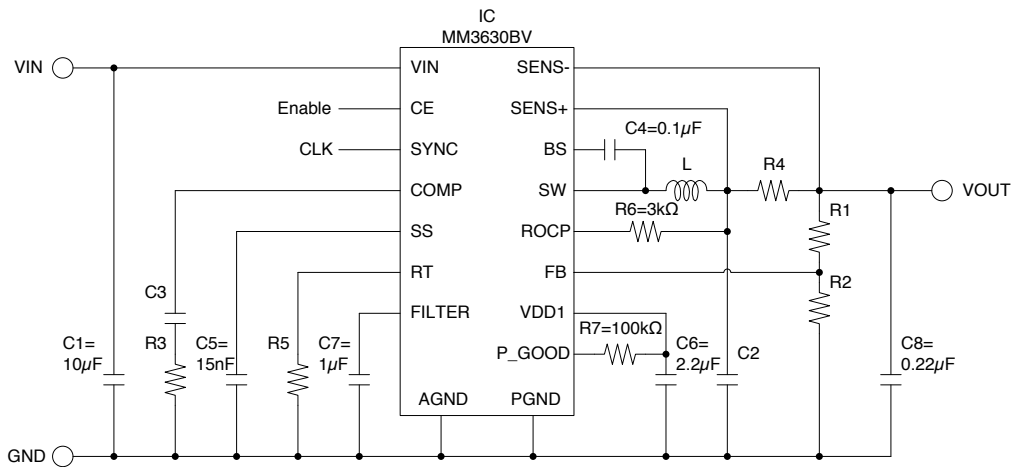 IC
MM3630BV
VIN
VIN
SENS-
Enable
CE
SENS+
C4=0.1µF
CLK
SYNC
BS
L
R4
COMP
SW
VOUT
R6=3kΩ
R1
SS
ROCP
RT
FB
R2
C3
FILTER
VDD1
R7=100kΩ
C1=
10µF
R3
C5=
15nF
R5
C7=
1µF
P_GOOD
C6=
2.2µF
C2
C8=
0.22µF
AGND
PGND
GND